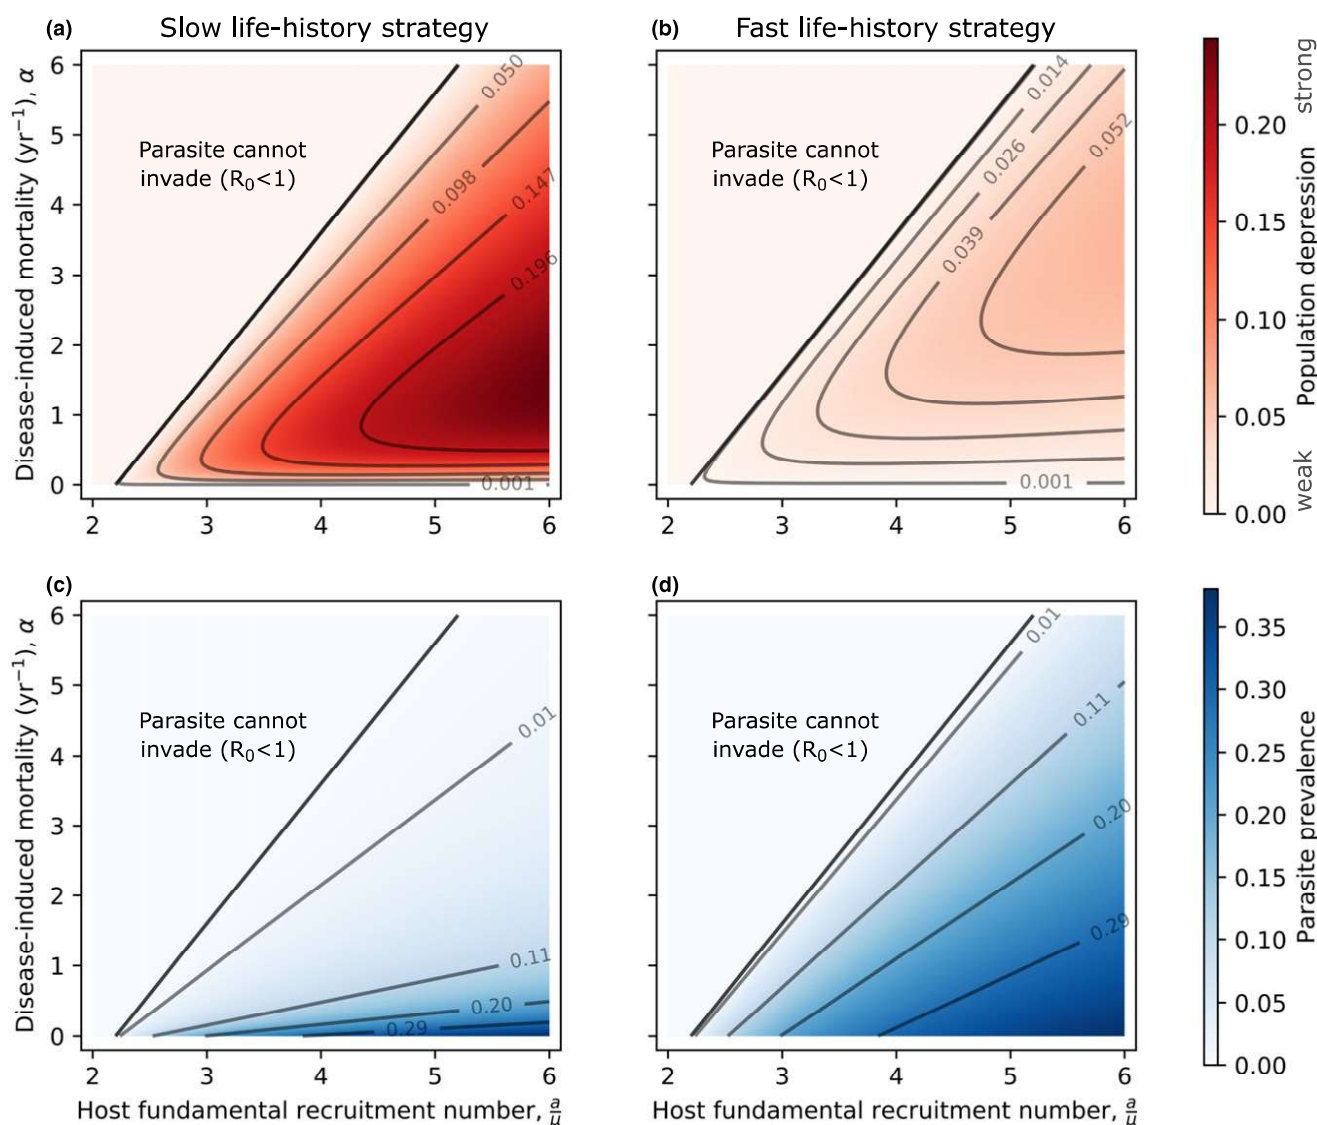 (a) Slow life-history strategy
(b) Fast life-history strategy
Disease-induced mortality (yr⁻¹), α
6
5
4
3
2
1
0
Parasite cannot
invade (R₀<1)
0.050
0.098
0.147
0.196
0.001
2 3 4 5 6
Parasite cannot
invade (R₀<1)
0.014
0.026
0.052
0.039
0.001
2 3 4 5 6
0.20
0.15
0.10
0.05
0.00
weak Population depression strong
(c)
(d)
Disease-induced mortality (yr⁻¹), α
6
5
4
3
2
1
0
Parasite cannot
invade (R₀<1)
0.01
0.11
0.20
0.29
2 3 4 5 6
Host fundamental recruitment number, a/μ
Parasite cannot
invade (R₀<1)
0.01
0.11
0.20
0.29
2 3 4 5 6
Host fundamental recruitment number, a/μ
0.35
0.30
0.25
0.20
0.15
0.10
0.05
0.00
Parasite prevalence